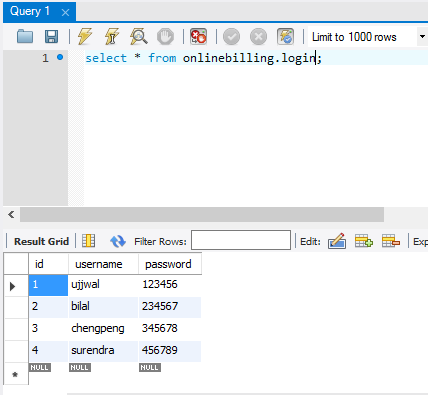 Query 1 ×
Limit to 1000 rows
1 select * from onlinebilling.login;
Result Grid Filter Rows: Edit: Exp
id username password
1 ujjwal 123456
2 bilal 234567
3 chengpeng 345678
4 surendra 456789
NULL NULL NULL